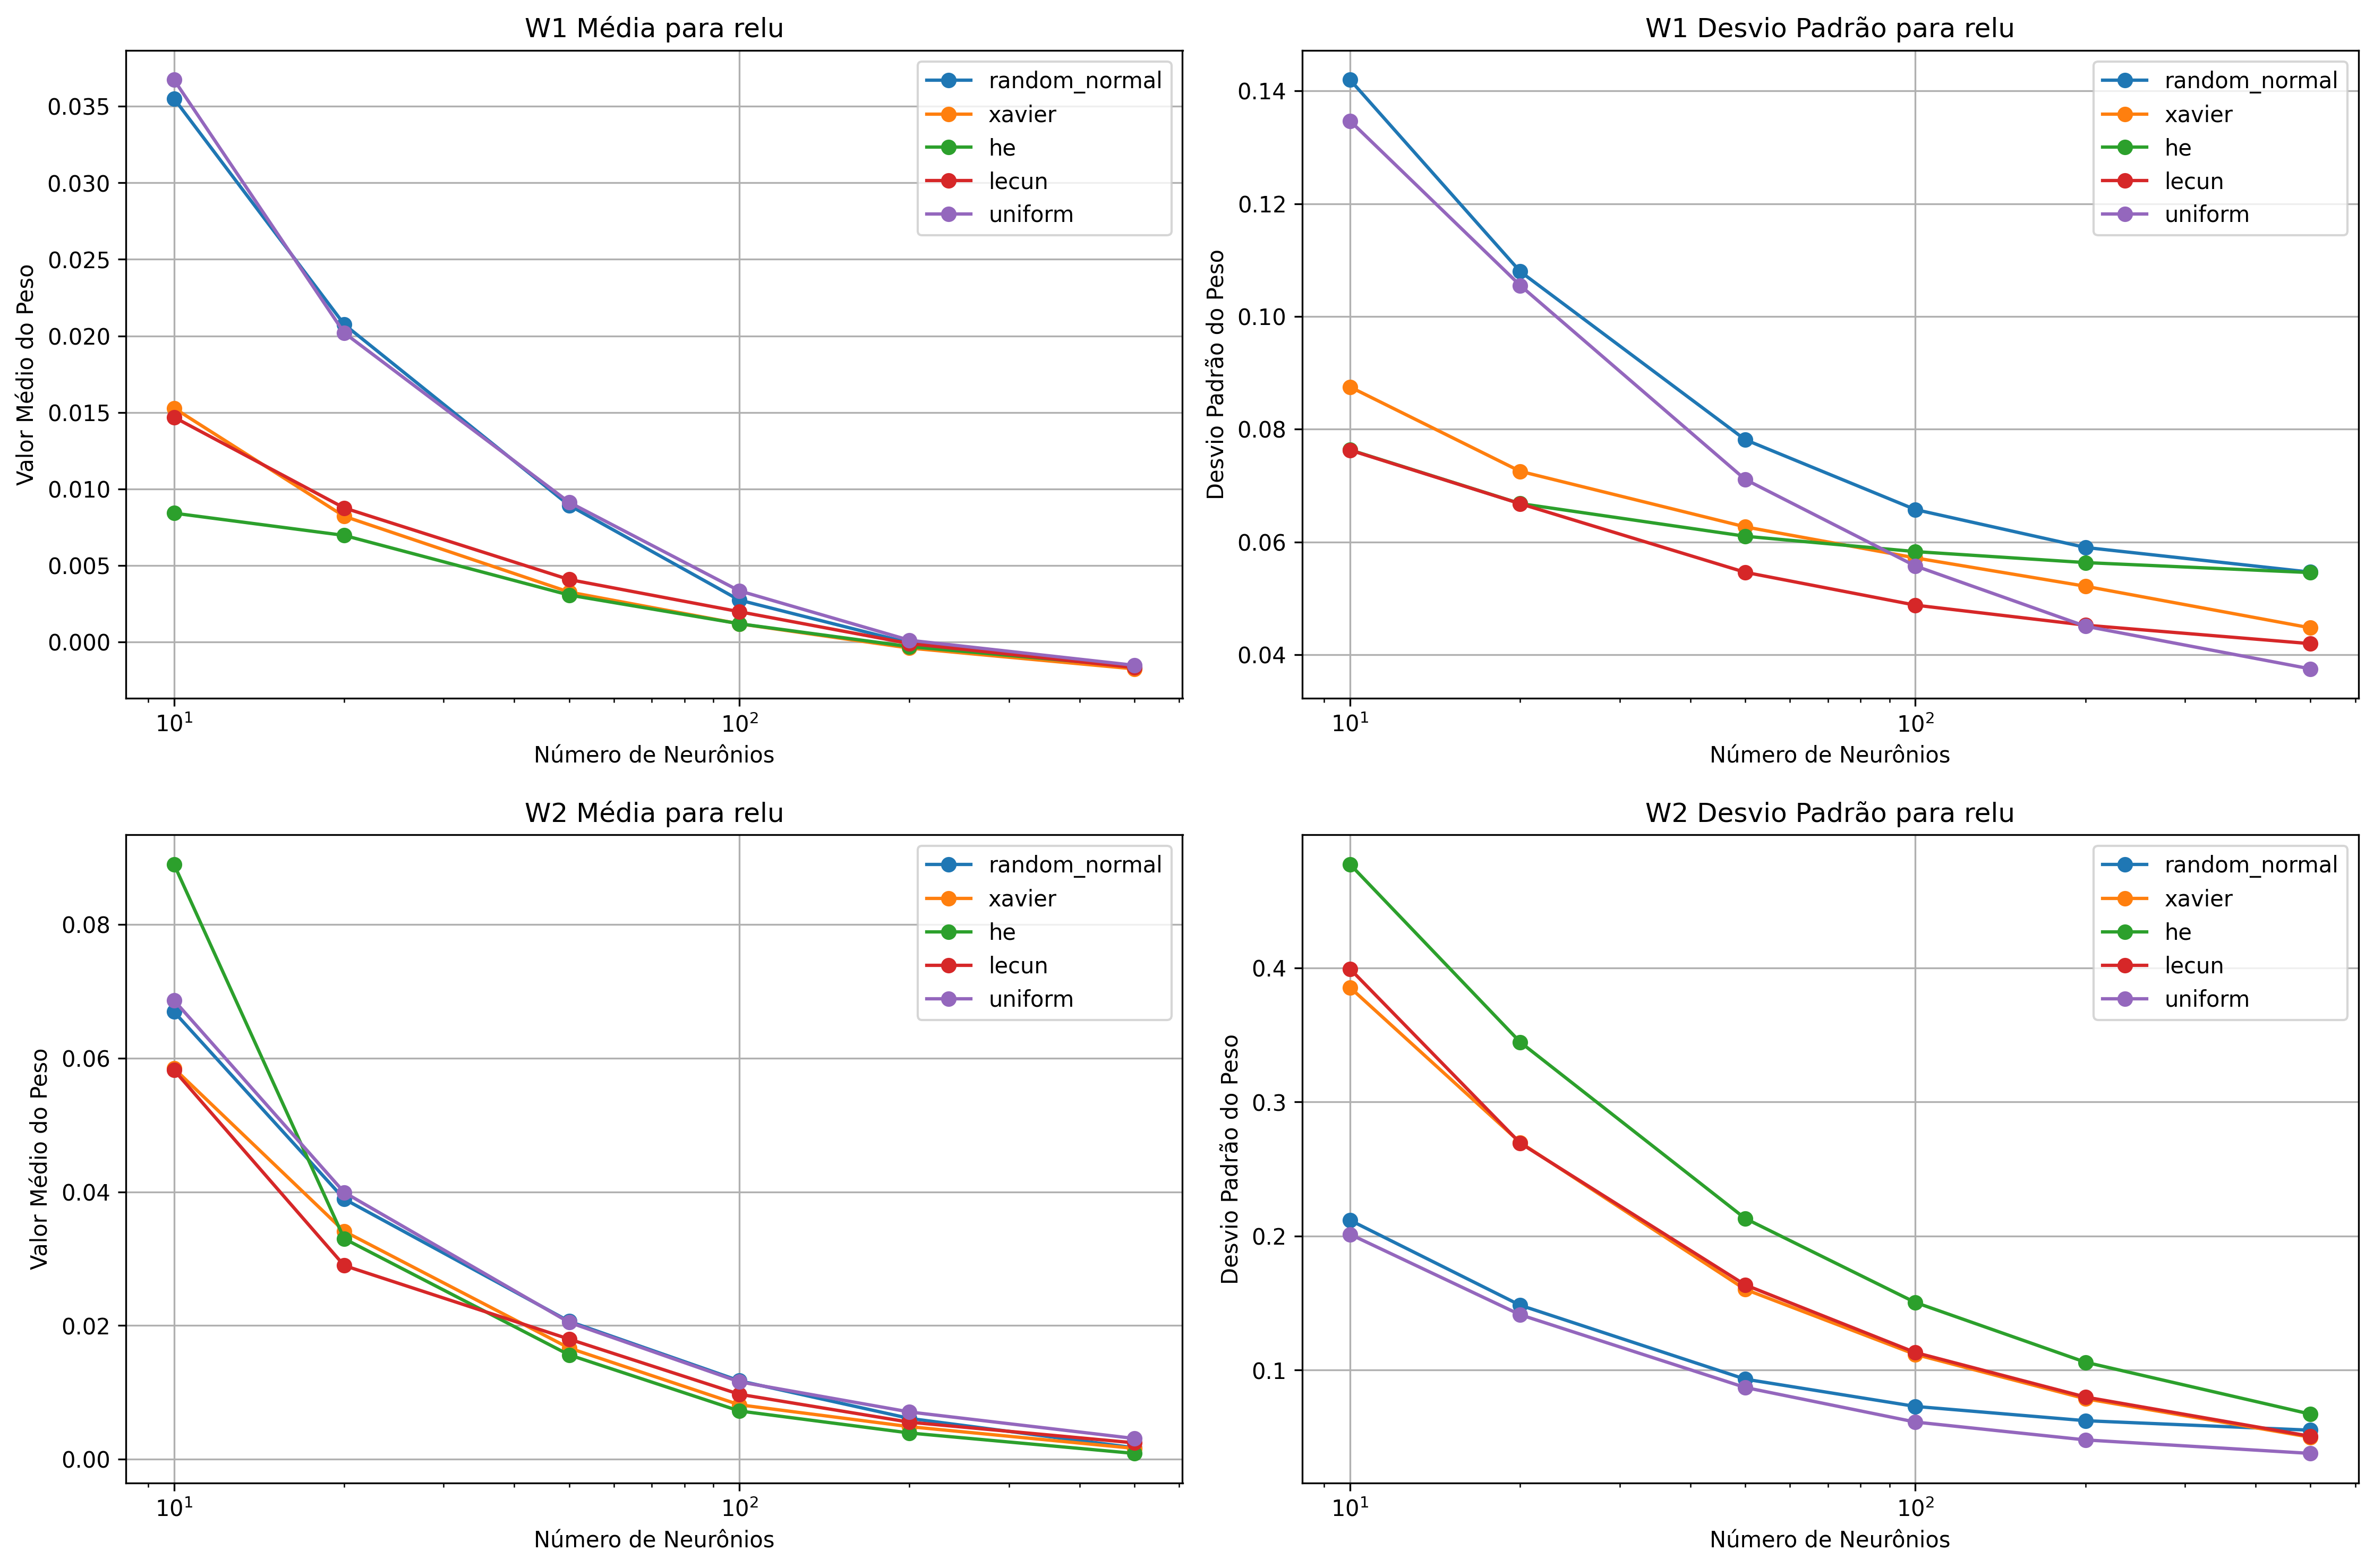 W1 Média para relu
Valor Médio do Peso
0.035
0.030
0.025
0.020
0.015
0.010
0.005
0.000
random_normal
xavier
he
lecun
uniform
10¹
10²
Número de Neurônios
W1 Desvio Padrão para relu
Desvio Padrão do Peso
0.14
0.12
0.10
0.08
0.06
0.04
random_normal
xavier
he
lecun
uniform
10¹
10²
Número de Neurônios
W2 Média para relu
Valor Médio do Peso
0.08
0.06
0.04
0.02
0.00
random_normal
xavier
he
lecun
uniform
10¹
10²
Número de Neurônios
W2 Desvio Padrão para relu
Desvio Padrão do Peso
0.4
0.3
0.2
0.1
random_normal
xavier
he
lecun
uniform
10¹
10²
Número de Neurônios